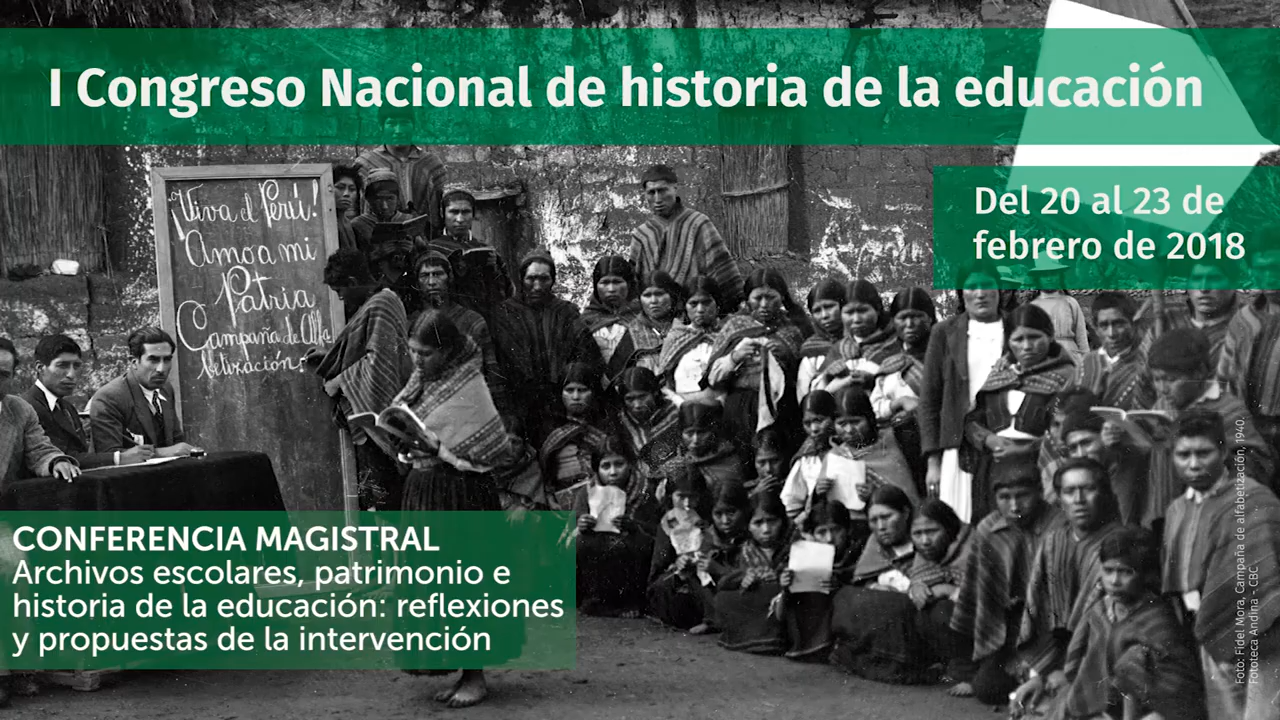 I Congreso Nacional de historia de la educación
Del 20 al 23 de
febrero de 2018
¡Viva el Perú!
Amo a mi
Patria
Campaña de Alfa
betización
CONFERENCIA MAGISTRAL
Archivos escolares, patrimonio e
historia de la educación: reflexiones
y propuestas de la intervención
Foto: Fidel Mora, Campaña de alfabetización, 1940.
Fototeca Andina - CBC